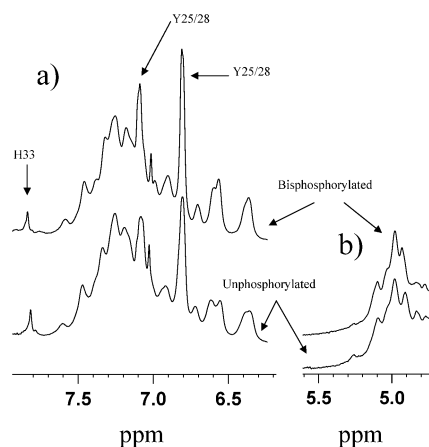 Y25/28
a)
Y25/28
H33
Bisphosphorylated
b)
Unphosphorylated
7.5 7.0 6.5 5.5 5.0
ppm ppm